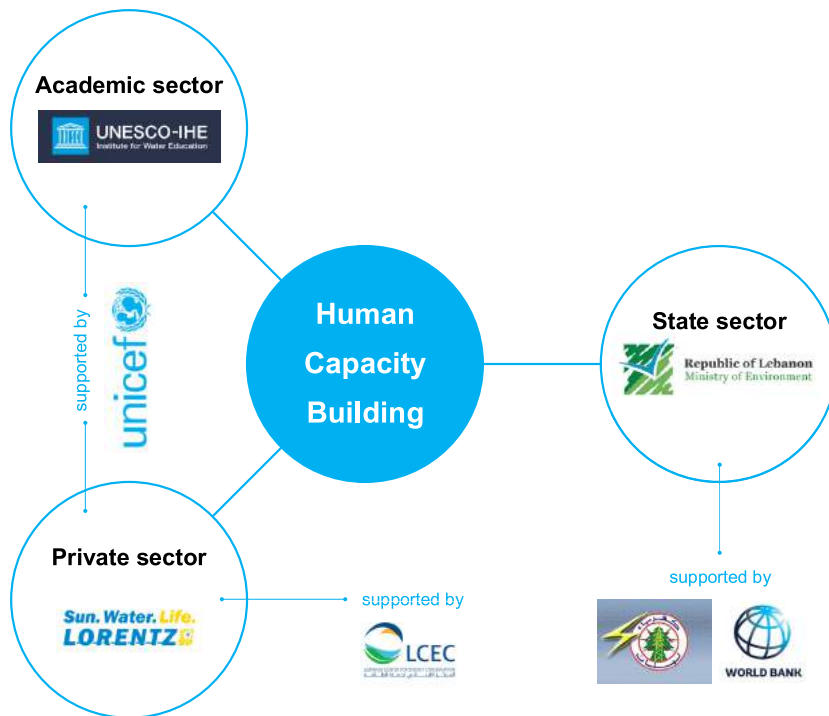 Academic sector
UNESCO-IHE
Institute for Water Education
supported by
unicef
Human
Capacity
Building
State sector
Republic of Lebanon
Ministry of Environment
Private sector
Sun. Water. Life.
LORENTZ
supported by
LCEC
supported by
WORLD BANK